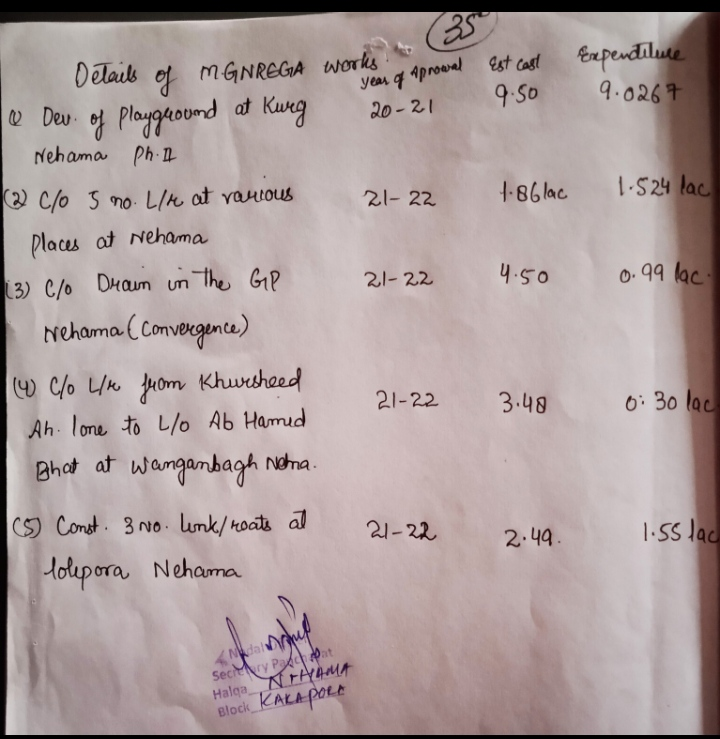 35
Details of MGNREGA works year of Aproval Est cast Expenditure
(1) Dev. of Playground at Kurg 20-21 9.50 9.0267
Nehama Ph. II
(2) C/o 5 no. L/r at various 21-22 1.86 lac 1.524 lac
Places at Nehama
(3) C/o Drain in the GP 21-22 4.50 0.99 lac.
Nehama (Convergence)
(4) C/o L/r from Khursheed 21-22 3.48 0.30 lac
Ah. lone to L/o Ab Hamid
Bhat at Wanganbagh
(5) Const. 3 no. link/roats at 21-22 2.49. 1.55 lac
lolipora Nehama
Nodal
Secretary Panchayat
Halqa NEHAMA
Block KAKAPORA